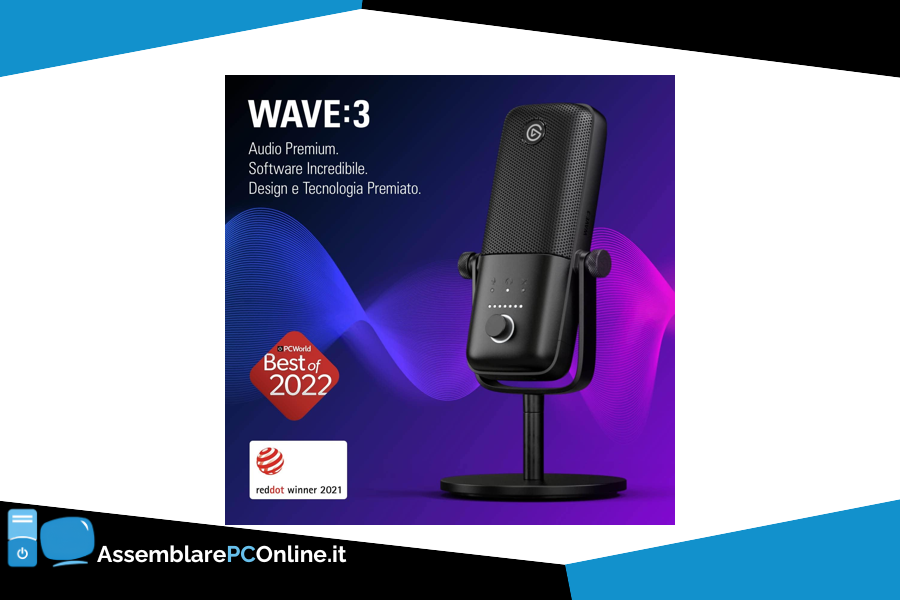 WAVE:3
Audio Premium.
Software Incredibile.
Design e Tecnologia Premiato.
PCWorld
Best of
2022
reddot winner 2021
AssemblarePCOnline.it